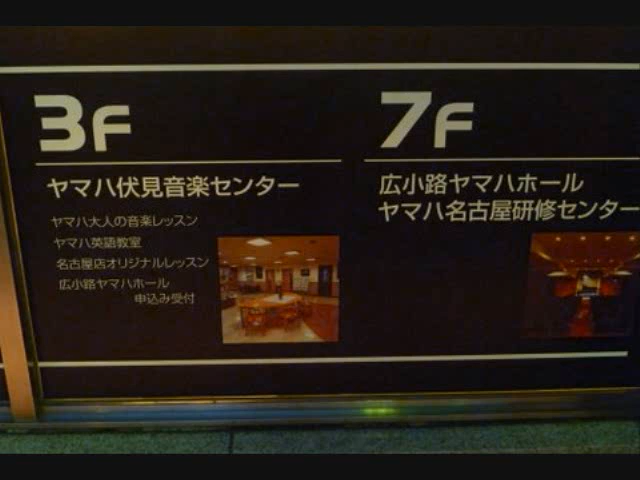 3F
ヤマハ伏見音楽センター
ヤマハ大人の音楽レッスン
ヤマハ英語教室
名古屋店オリジナルレッスン
広小路ヤマハホール
申込み受付
7F
広小路ヤマハホール
ヤマハ名古屋研修センター